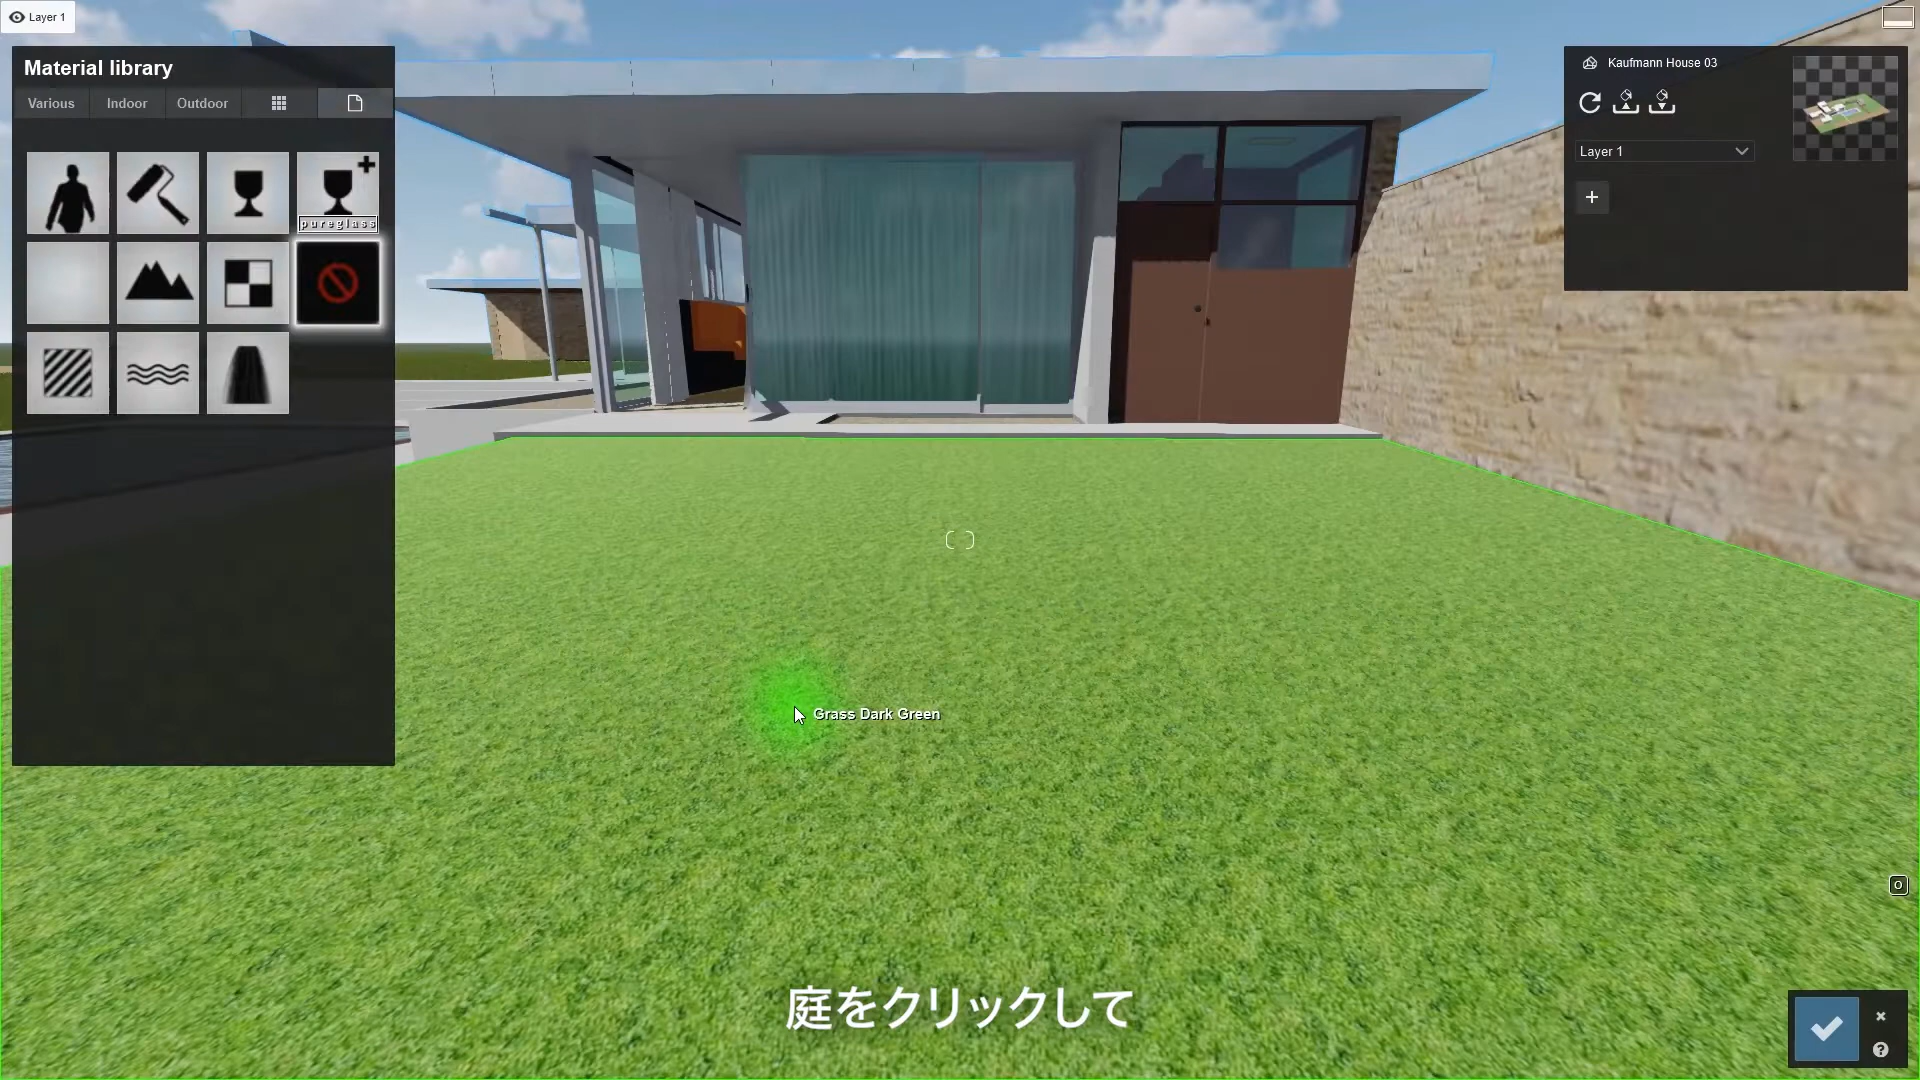 Layer 1
Material library
Various
Indoor
Outdoor
pureglass
Kaufmann House 03
Layer 1
Grass Dark Green
O
庭をクリックして